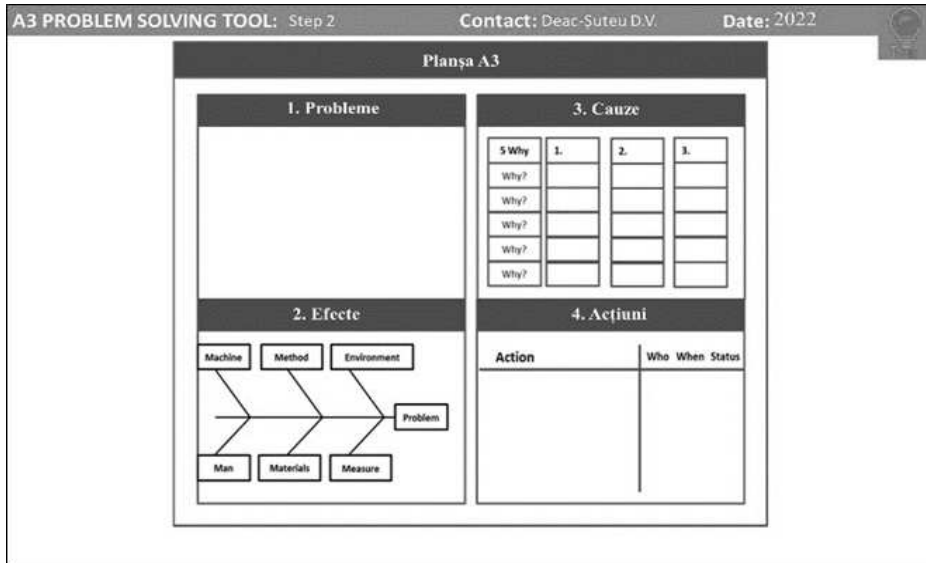 A3 PROBLEM SOLVING TOOL: Step 2 Contact: Deac-Șuteu D.V. Date: 2022
Planșa A3
1. Probleme
2. Efecte
Machine Method Environment
Problem
Man Materials Measure
3. Cauze
5 Why 1. 2. 3.
Why?
Why?
Why?
Why?
Why?
4. Acțiuni
Action Who When Status